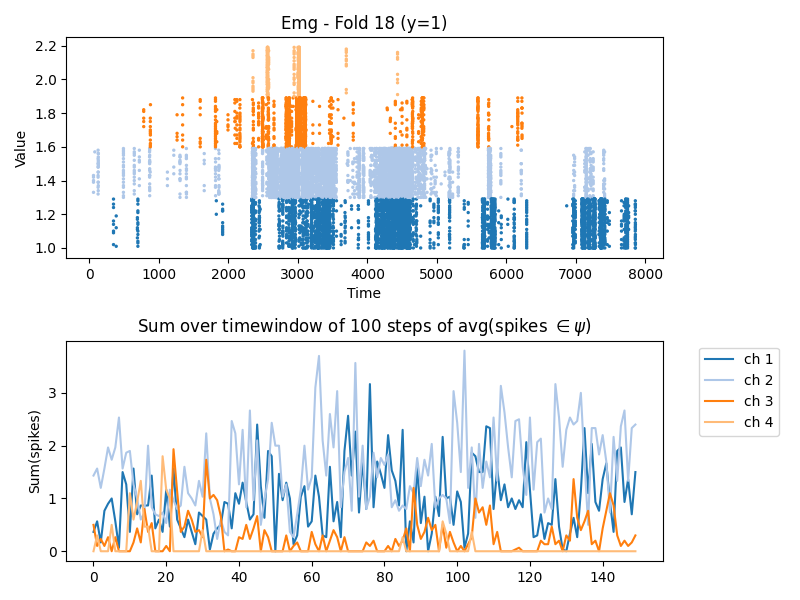 Emg - Fold 18 (y=1)
2.2
2.0
1.8
1.6
1.4
1.2
1.0
Value
0 1000 2000 3000 4000 5000 6000 7000 8000
Time
Sum over timewindow of 100 steps of avg(spikes ∈ ψ)
3
2
1
0
Sum(spikes)
0 20 40 60 80 100 120 140
ch 1
ch 2
ch 3
ch 4